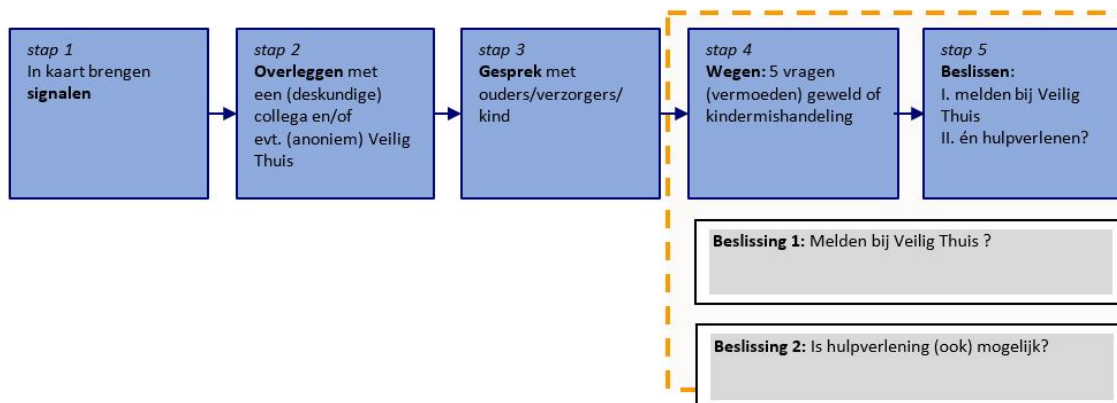 stap 1
In kaart brengen
signalen
stap 2
Overleggen met
een (deskundige)
collega en/of
evt. (anoniem) Veilig
Thuis
stap 3
Gesprek met
ouders/verzorgers/
kind
stap 4
Wegen: 5 vragen
(vermoeden) geweld of
kindermishandeling
stap 5
Beslissen:
I. melden bij Veilig
Thuis
II. én hulpverlenen?
Beslissing 1: Melden bij Veilig Thuis ?
Beslissing 2: Is hulpverlening (ook) mogelijk?